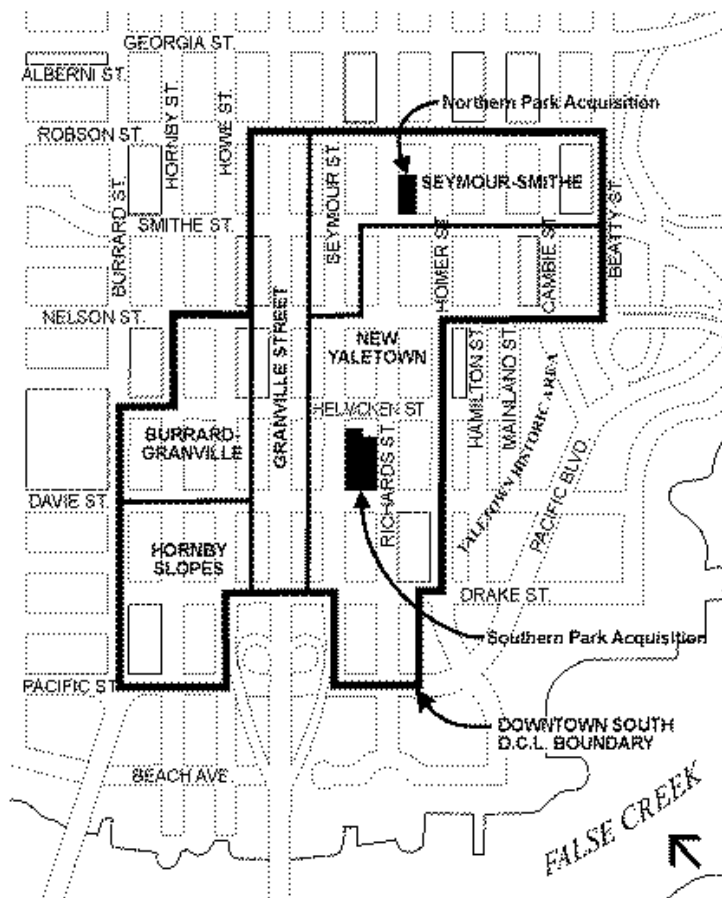 GEORGIA ST.
ALBERNI ST.
HORNBY ST.
HOWE ST.
Northern Park Acquisition
ROBSON ST.
SEYMOUR ST.
SEYMOUR-SMITHE
BURRARD ST.
SMITHE ST.
HOMER ST.
CAMBIE ST.
BEATTY ST.
NELSON ST.
GRANVILLE STREET
NEW
YALETOWN
HAMILTON ST.
MAINLAND ST.
YALETOWN HISTORIC AREA
HELMCKEN ST
BURRARD-
GRANVILLE
RICHARDS ST.
PACIFIC BLVD.
DAVIE ST.
HORNBY
SLOPES
DRAKE ST.
Southern Park Acquisition
PACIFIC ST.
DOWNTOWN SOUTH
D.C.L. BOUNDARY
BEACH AVE
FALSE CREEK